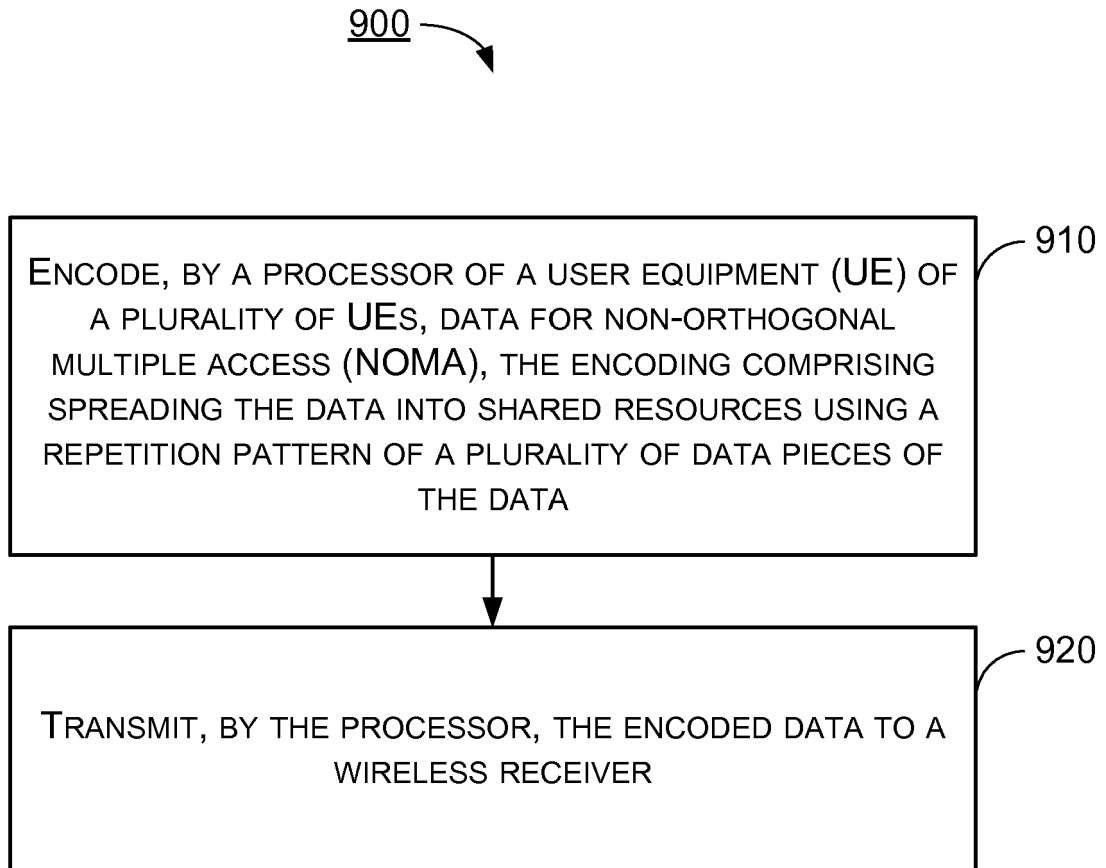 900
910
ENCODE, BY A PROCESSOR OF A USER EQUIPMENT (UE) OF
A PLURALITY OF UES, DATA FOR NON-ORTHOGONAL
MULTIPLE ACCESS (NOMA), THE ENCODING COMPRISING
SPREADING THE DATA INTO SHARED RESOURCES USING A
REPETITION PATTERN OF A PLURALITY OF DATA PIECES OF
THE DATA
920
TRANSMIT, BY THE PROCESSOR, THE ENCODED DATA TO A
WIRELESS RECEIVER